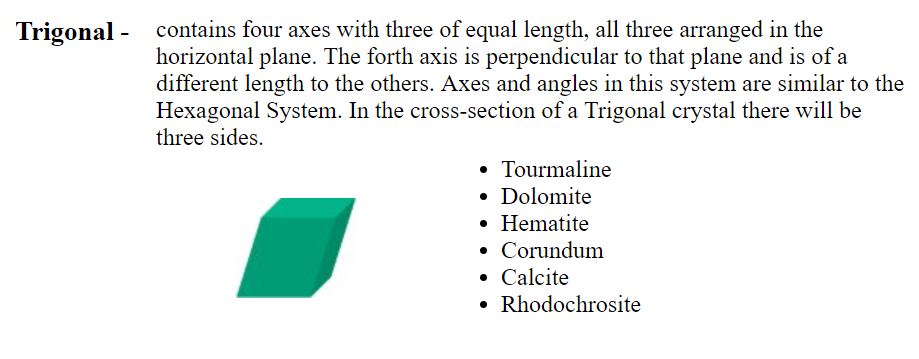 Trigonal - contains four axes with three of equal length, all three arranged in the
horizontal plane. The forth axis is perpendicular to that plane and is of a
different length to the others. Axes and angles in this system are similar to the
Hexagonal System. In the cross-section of a Trigonal crystal there will be
three sides.
• Tourmaline
• Dolomite
• Hematite
• Corundum
• Calcite
• Rhodochrosite